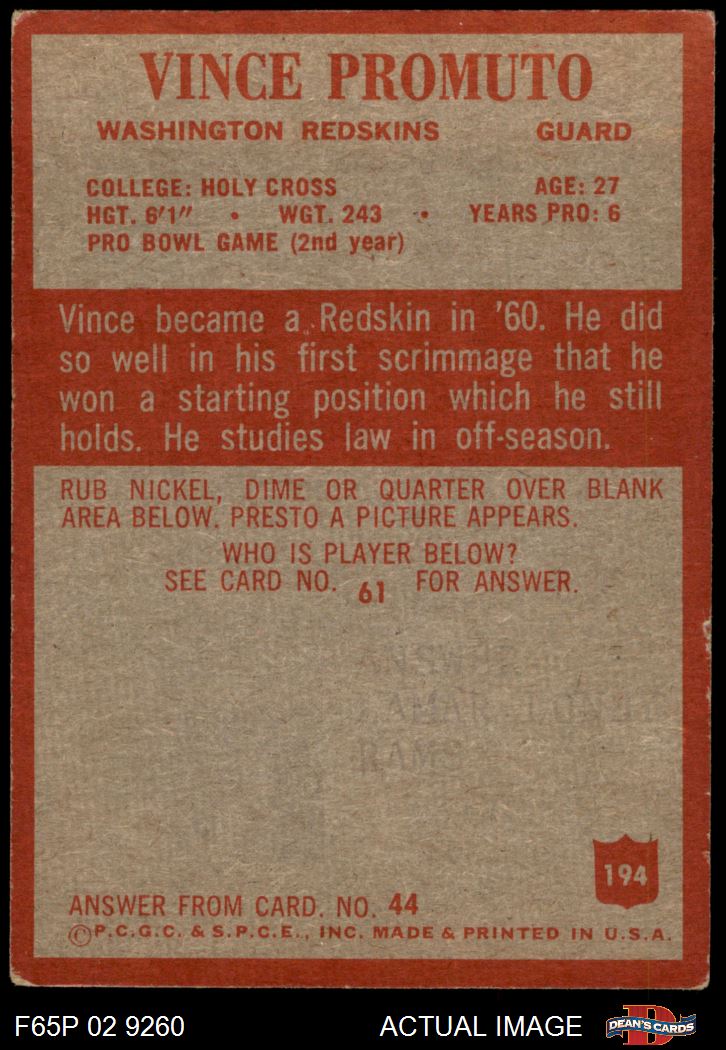 VINCE PROMUTO
WASHINGTON REDSKINS GUARD
COLLEGE: HOLY CROSS AGE: 27
HGT. 6'1" • WGT. 243 • YEARS PRO: 6
PRO BOWL GAME (2nd year)
Vince became a Redskin in '60. He did
so well in his first scrimmage that he
won a starting position which he still
holds. He studies law in off-season.
RUB NICKEL, DIME OR QUARTER OVER BLANK
AREA BELOW. PRESTO A PICTURE APPEARS.
WHO IS PLAYER BELOW?
SEE CARD NO. 61 FOR ANSWER.
RAMS
194
ANSWER FROM CARD. NO. 44
©P.C.G.C. & S.P.C.E., INC. MADE & PRINTED IN U.S.A.
F65P 02 9260 ACTUAL IMAGE DEAN'S CARDS